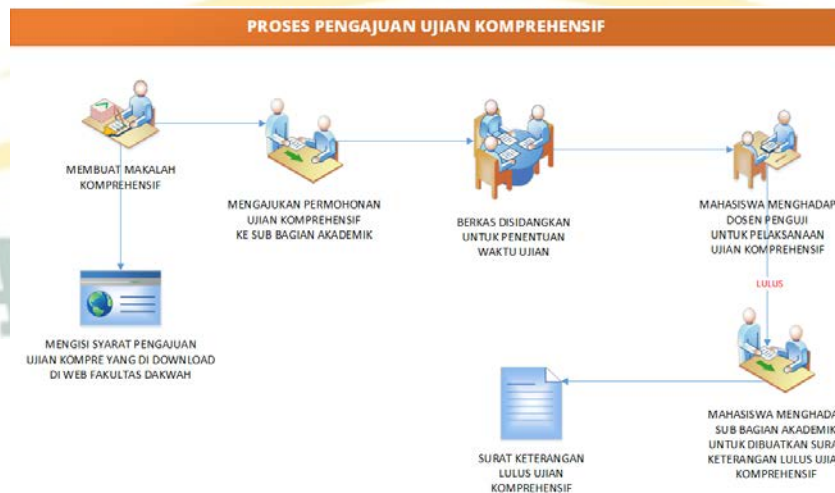 PROSES PENGAJUAN UJIAN KOMPREHENSIF
MEMBUAT MAKALAH
KOMPREHENSIF
MENGAJUKAN PERMOHONAN
UJIAN KOMPREHENSIF
KE SUB BAGIAN AKADEMIK
BERKAS DISIDANGKAN
UNTUK PENENTUAN
WAKTU UJIAN
MAHASISWA MENGHADAP
DOSEN PENGUJI
UNTUK PELAKSANAAN
UJIAN KOMPREHENSIF
LULUS
MENGISI SYARAT PENGAJUAN
UJIAN KOMPRE YANG DI DOWNLOAD
DI WEB FAKULTAS DAKWAH
SURAT KETERANGAN
LULUS UJIAN
KOMPREHENSIF
MAHASISWA MENGHADA
SUB BAGIAN AKADEMIK
UNTUK DIBUATKAN SURA
KETERANGAN LULUS UJIA
KOMPREHENSIF